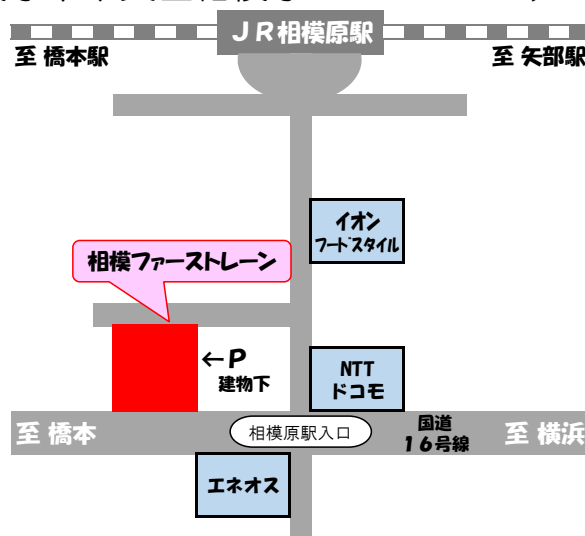 JR相模原駅
至 橋本駅
至 矢部駅
イオン
フードスタイル
相模ファーストレーン
←P
建物下
NTT
ドコモ
至 橋本
相模原駅入口
国道
16号線
至 横浜
エネオス